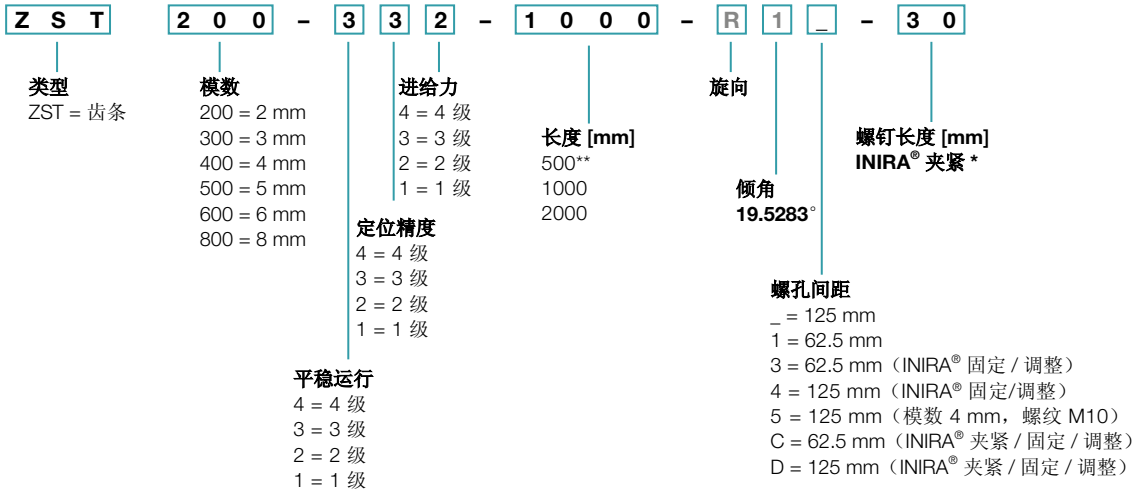 Z S T 2 0 0 – 3 3 2 – 1 0 0 0 – R 1 _ – 3 0
类型
ZST = 齿条
模数
200 = 2 mm
300 = 3 mm
400 = 4 mm
500 = 5 mm
600 = 6 mm
800 = 8 mm
平稳运行
4 = 4 级
3 = 3 级
2 = 2 级
1 = 1 级
定位精度
4 = 4 级
3 = 3 级
2 = 2 级
1 = 1 级
进给力
4 = 4 级
3 = 3 级
2 = 2 级
1 = 1 级
长度 [mm]
500**
1000
2000
旋向
倾角
19.5283°
螺孔间距
_ = 125 mm
1 = 62.5 mm
3 = 62.5 mm（INIRA® 固定 / 调整）
4 = 125 mm（INIRA® 固定/调整）
5 = 125 mm（模数 4 mm，螺纹 M10）
C = 62.5 mm（INIRA® 夹紧 / 固定 / 调整）
D = 125 mm（INIRA® 夹紧 / 固定 / 调整）
螺钉长度 [mm]
INIRA® 夹紧 *